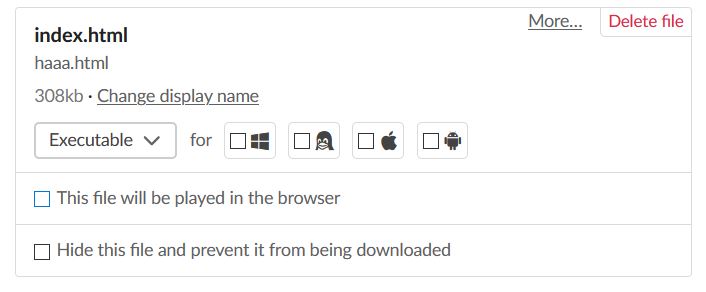 More...
Delete file
index.html
haaa.html
308kb · Change display name
Executable for
This file will be played in the browser
Hide this file and prevent it from being downloaded